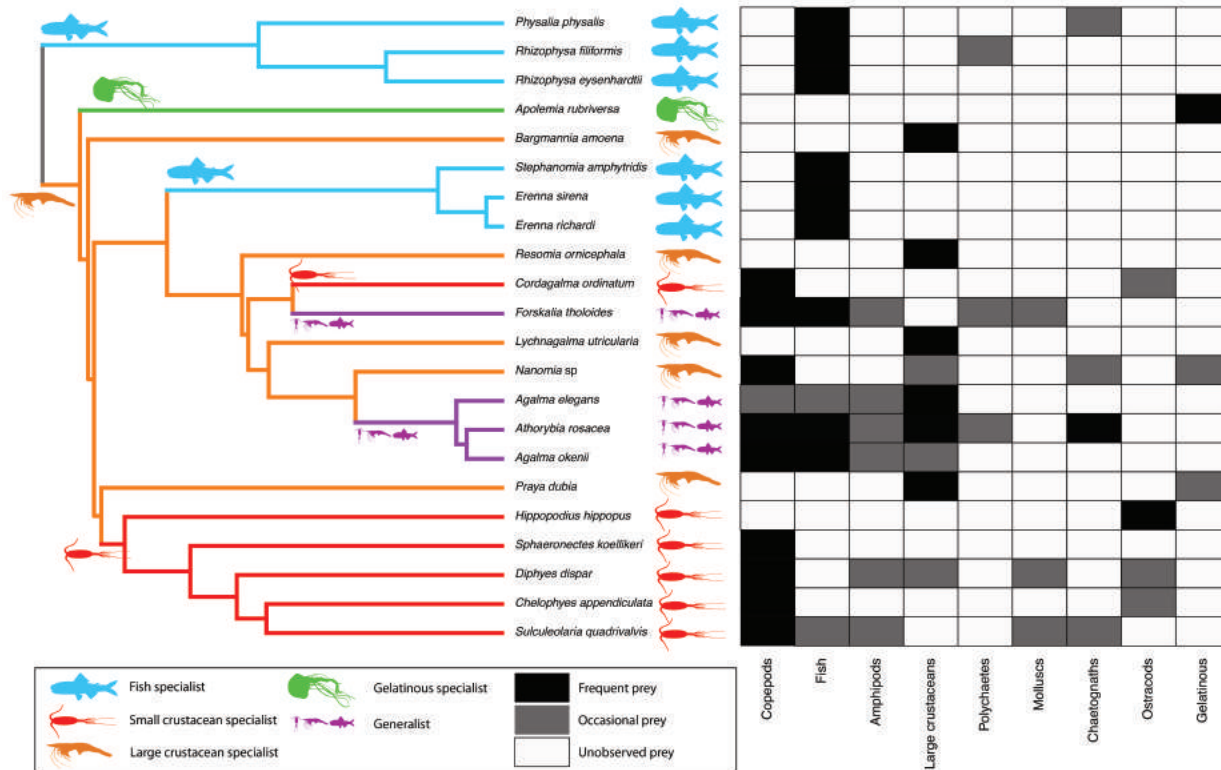 Physalia physalis
Rhizophysa filiformis
Rhizophysa eysenhardtii
Apolemia rubriversa
Bargmannia amoena
Stephanomia amphytridis
Erenna sirena
Erenna richardi
Resomia ornicephala
Cordagalma ordinatum
Forskalia tholoides
Lychnagalma utricularia
Nanomia sp
Agalma elegans
Athorybia rosacea
Agalma okenii
Praya dubia
Hippopodius hippopus
Sphaeronectes koellikeri
Diphyes dispar
Chelophyes appendiculata
Sulculeolaria quadrivalvis
Copepods
Fish
Amphipods
Large crustaceans
Polychaetes
Molluscs
Chaetognaths
Ostracods
Gelatinous
Fish specialist
Gelatinous specialist
Frequent prey
Small crustacean specialist
Generalist
Occasional prey
Large crustacean specialist
Unobserved prey